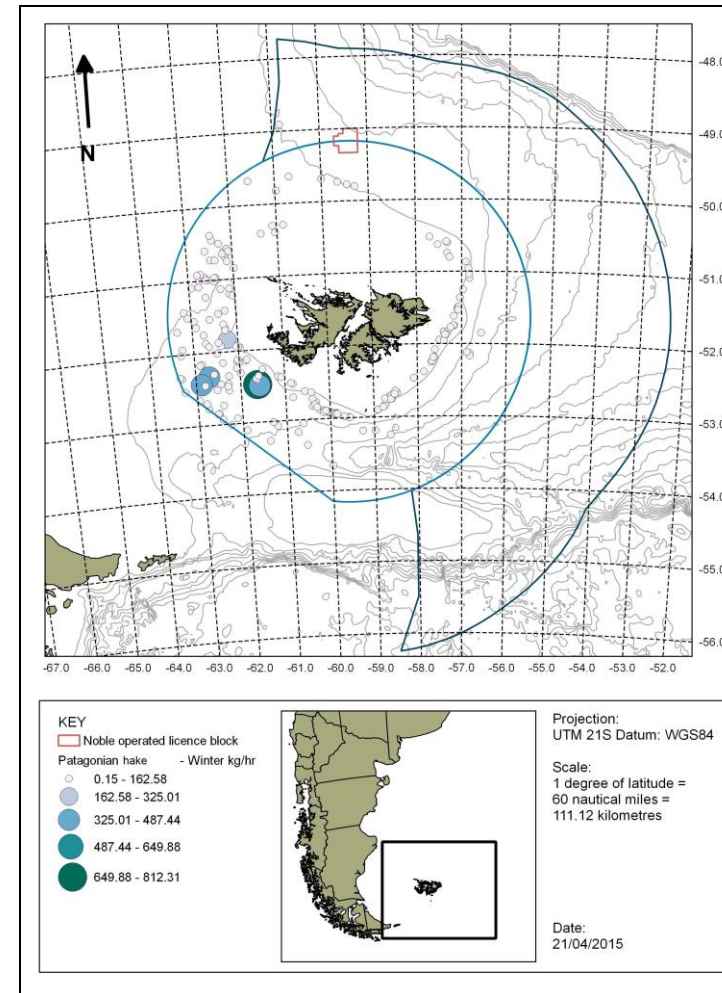 N
-48.0
-49.0
-50.0
-51.0
-52.0
-53.0
-54.0
-55.0
-56.0
-67.0 -66.0 -65.0 -64.0 -63.0 -62.0 -61.0 -60.0 -59.0 -58.0 -57.0 -56.0 -55.0 -54.0 -53.0 -52.0
KEY
Noble operated licence block
Patagonian hake - Winter kg/hr
0.15 - 162.58
162.58 - 325.01
325.01 - 487.44
487.44 - 649.88
649.88 - 812.31
Projection:
UTM 21S Datum: WGS84
Scale:
1 degree of latitude =
60 nautical miles =
111.12 kilometres
Date:
21/04/2015